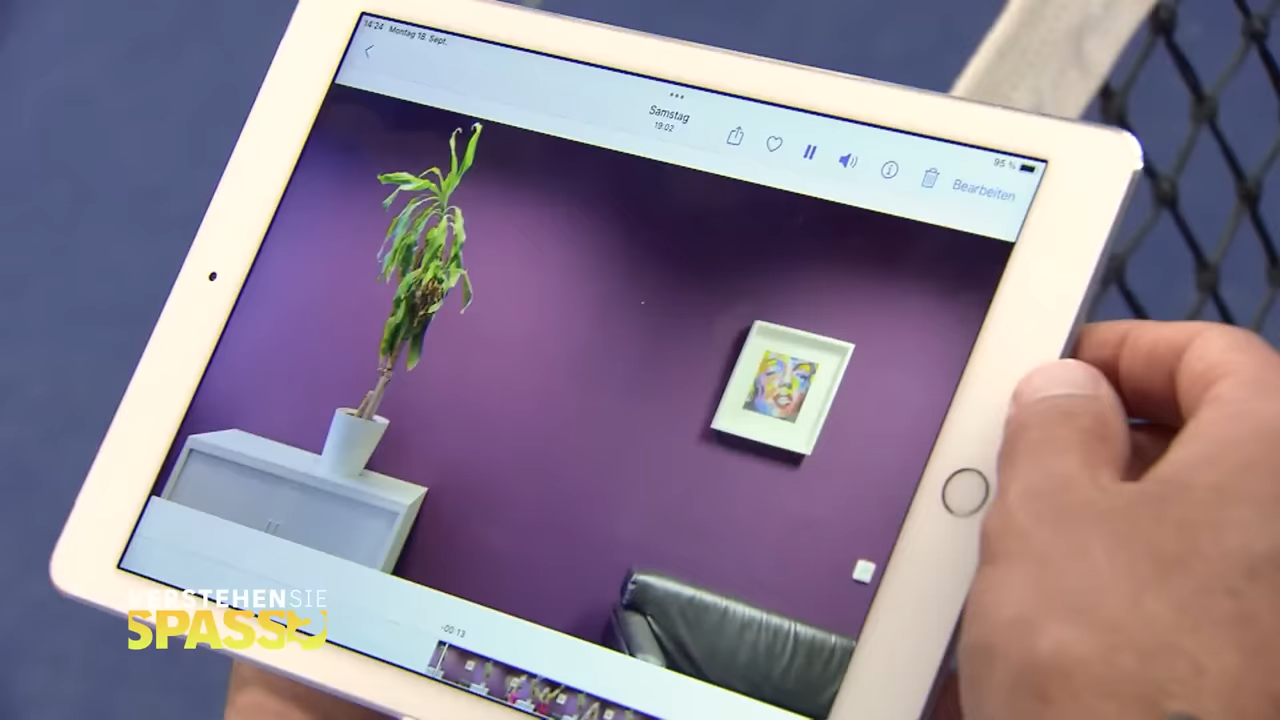 14:24 Montag 18. Sept.
95 %
Samstag
19:02
Bearbeiten
-00:13
VERSTEHEN SIE
SPASS?